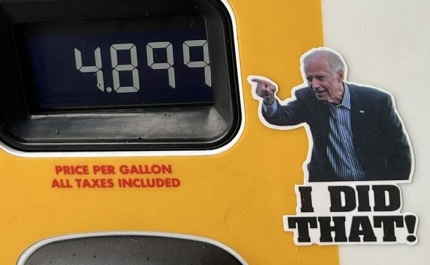 4.899
PRICE PER GALLON
ALL TAXES INCLUDED
I DID
THAT!